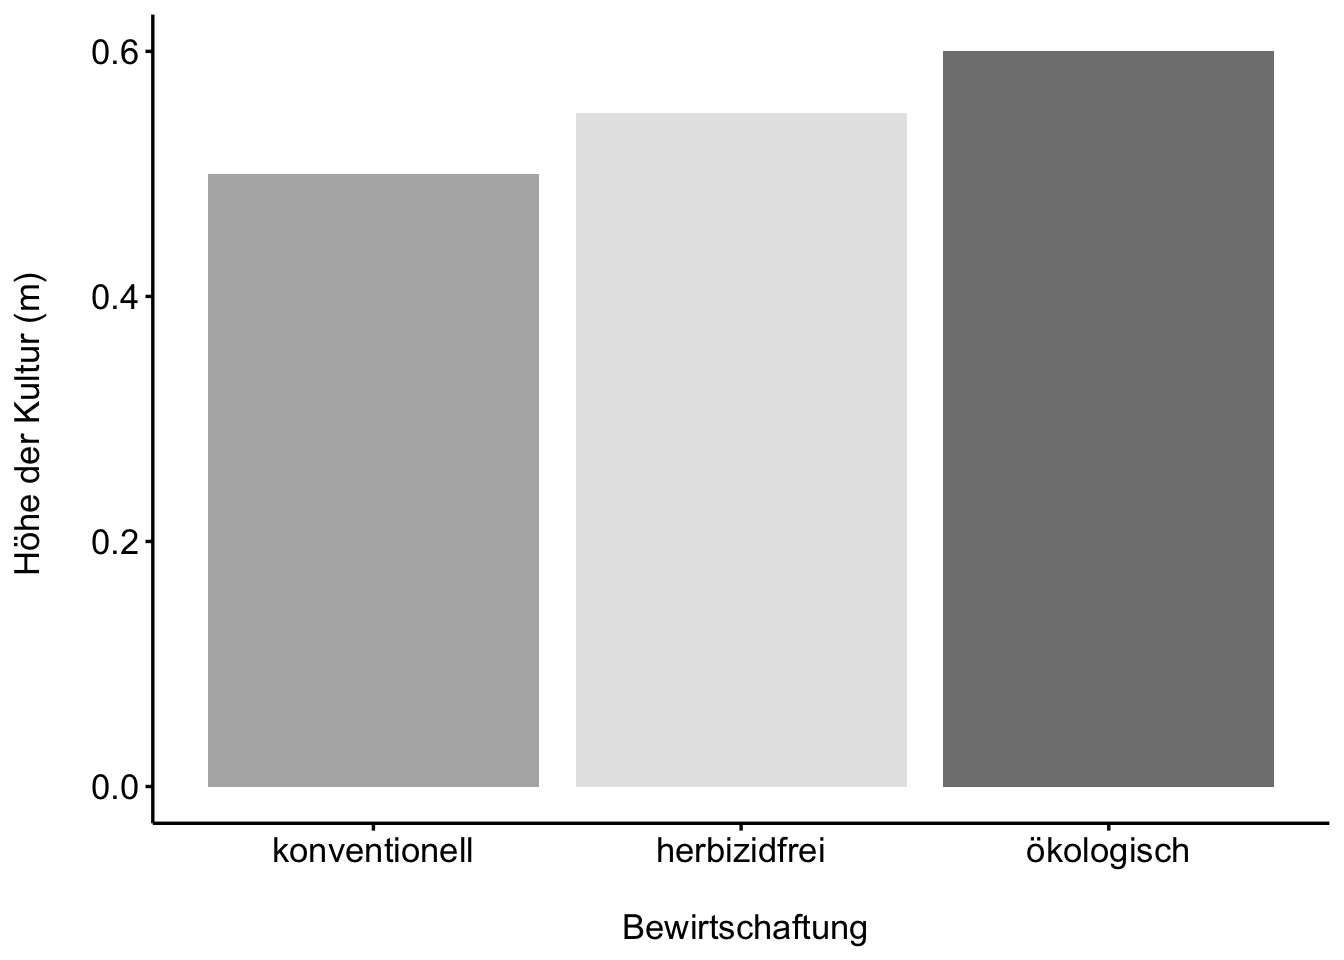 Höhe der Kultur (m)
0.6
0.4
0.2
0.0
konventionell herbizidfrei ökologisch
Bewirtschaftung